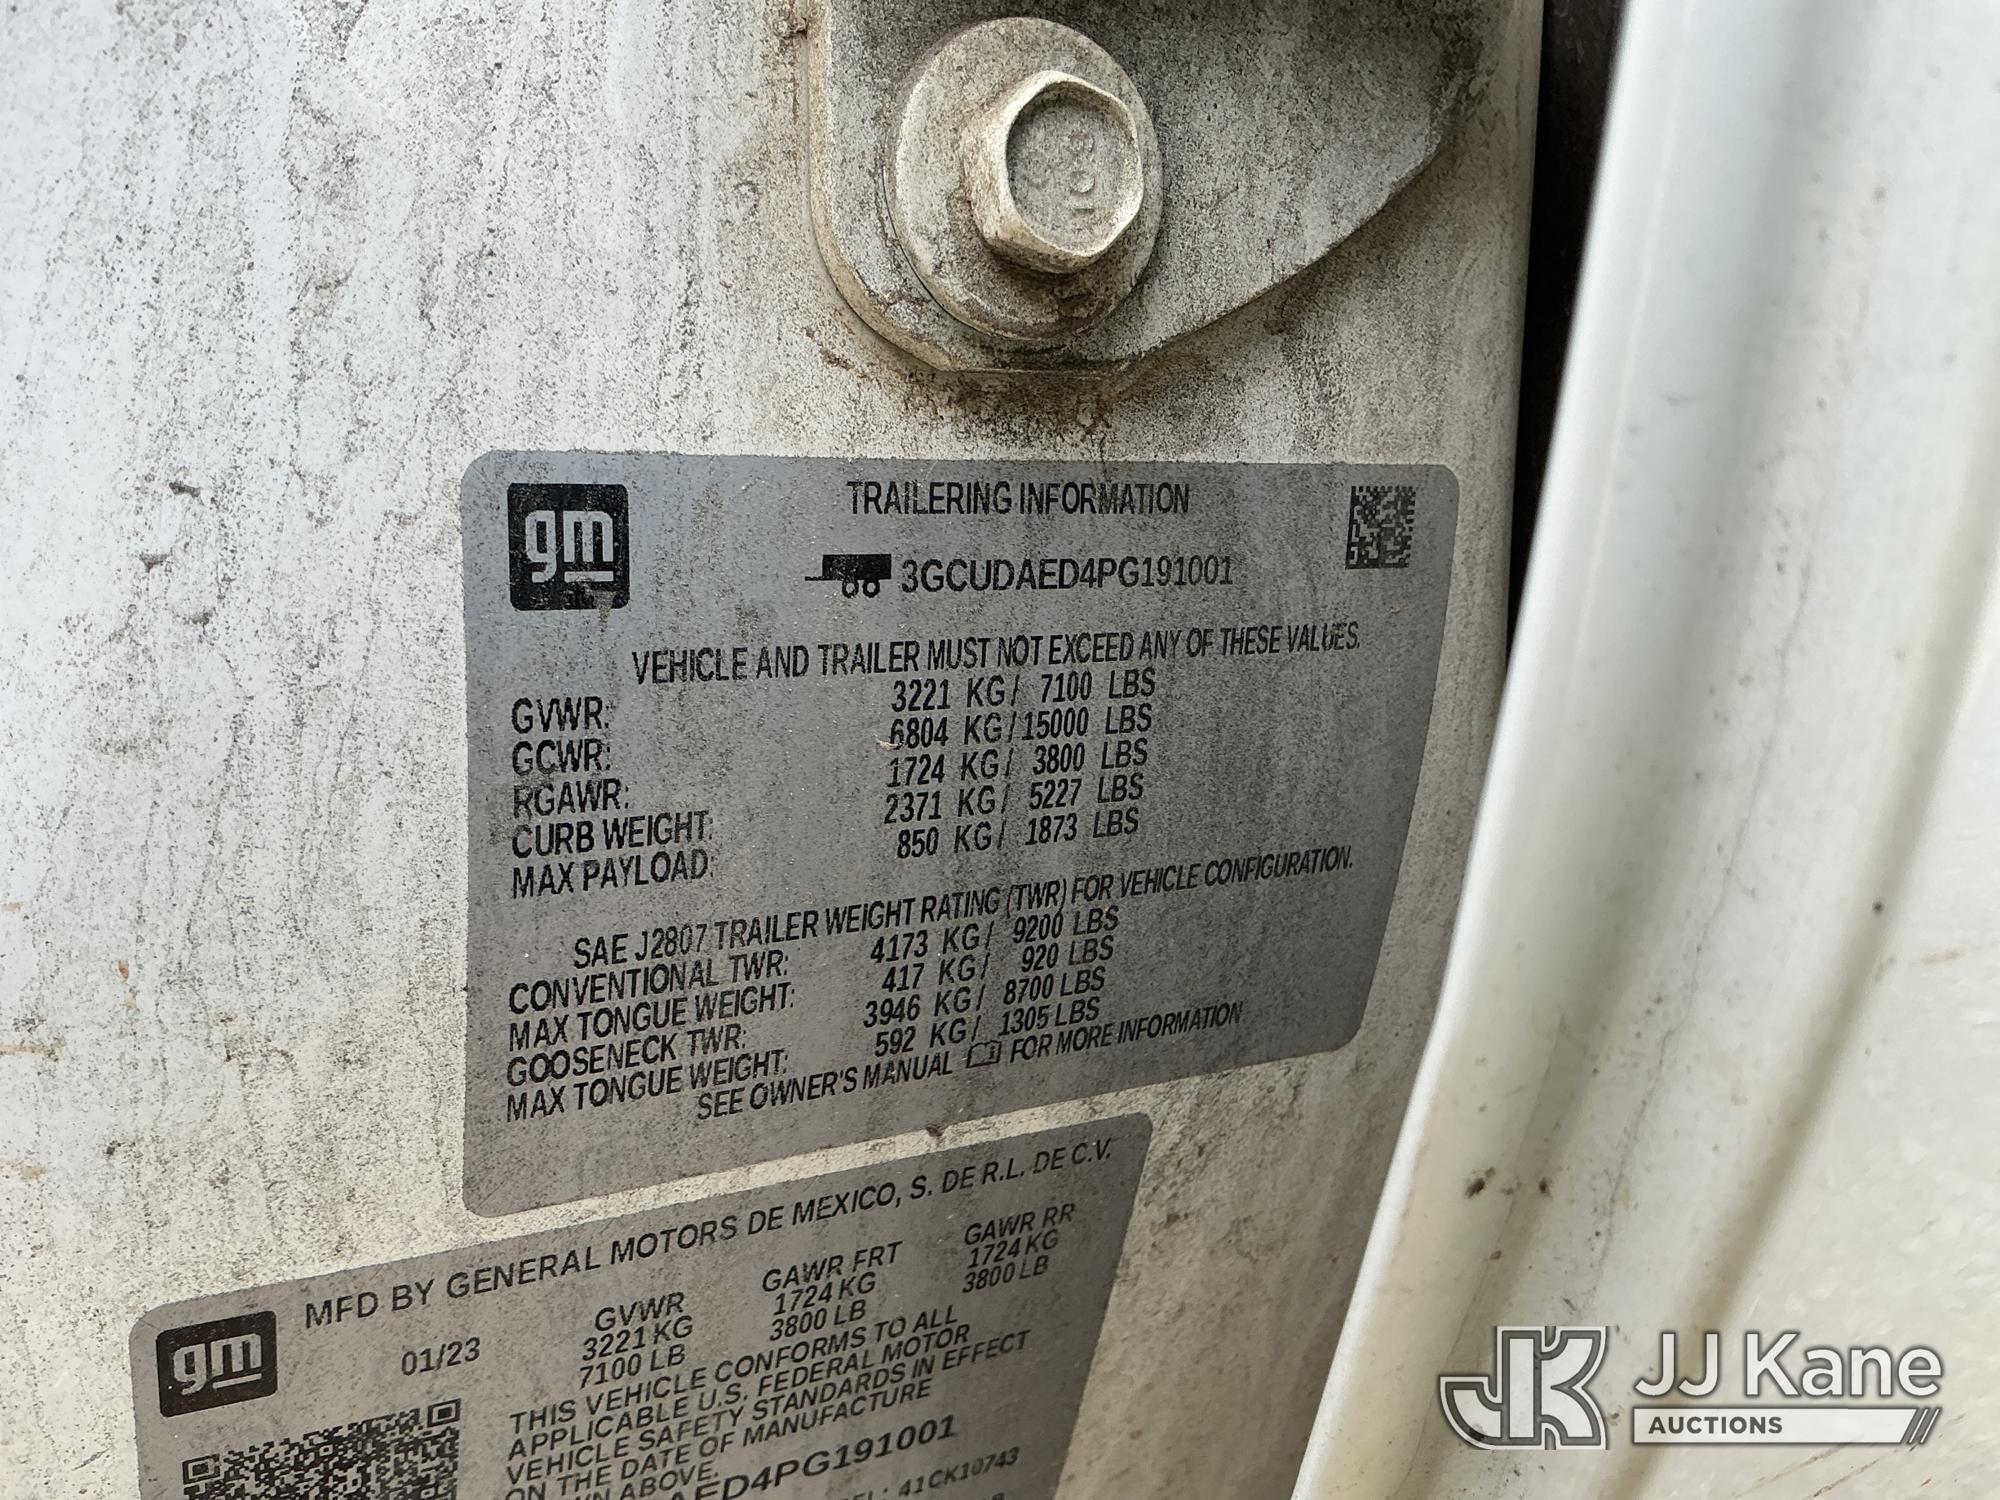 gm
TRAILERING INFORMATION
3GCUDAED4PG191001
VEHICLE AND TRAILER MUST NOT EXCEED ANY OF THESE VALUES.
GVWR: 3221 KG/ 7100 LBS
GCWR: 6804 KG/15000 LBS
RGAWR: 1724 KG/ 3800 LBS
CURB WEIGHT: 2371 KG/ 5227 LBS
MAX PAYLOAD: 850 KG/ 1873 LBS
SAE J2807 TRAILER WEIGHT RATING (TWR) FOR VEHICLE CONFIGURATION.
CONVENTIONAL TWR: 4173 KG/ 9200 LBS
MAX TONGUE WEIGHT: 417 KG/ 920 LBS
GOOSENECK TWR: 3946 KG/ 8700 LBS
MAX TONGUE WEIGHT: 592 KG/ 1305 LBS
SEE OWNER'S MANUAL FOR MORE INFORMATION
gm
MFD BY GENERAL MOTORS DE MEXICO, S. DE R.L. DE C.V.
01/23 GVWR GAWR FRT GAWR RR
3221 KG 1724 KG 1724 KG
7100 LB 3800 LB 3800 LB
THIS VEHICLE CONFORMS TO ALL
APPLICABLE U.S. FEDERAL MOTOR
VEHICLE SAFETY STANDARDS IN EFFECT
ON THE DATE OF MANUFACTURE
ABOVE.
AED4PG191001
41CK10743
JK JJ Kane
AUCTIONS